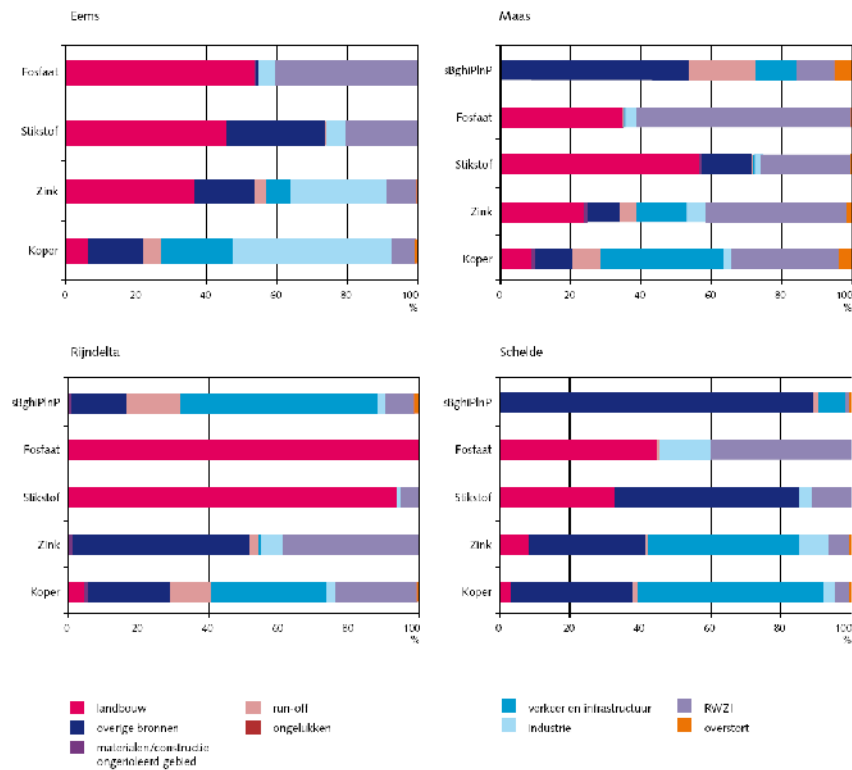 Eems
Fosfaat
Stikstof
Zink
Koper
0 20 40 60 80 100
%
Maas
sBghiPlnP
Fosfaat
Stikstof
Zink
Koper
0 20 40 60 80 100
%
Rijndelta
sBghiPlnP
Fosfaat
Stikstof
Zink
Koper
0 20 40 60 80 100
%
Schelde
sBghiPlnP
Fosfaat
Stikstof
Zink
Koper
0 20 40 60 80 100
%
landbouw
overige bronnen
materialen/constructie
ongerioleerd gebied
run-off
ongelukken
verkeer en infrastructuur
industrie
RWZI
overstort